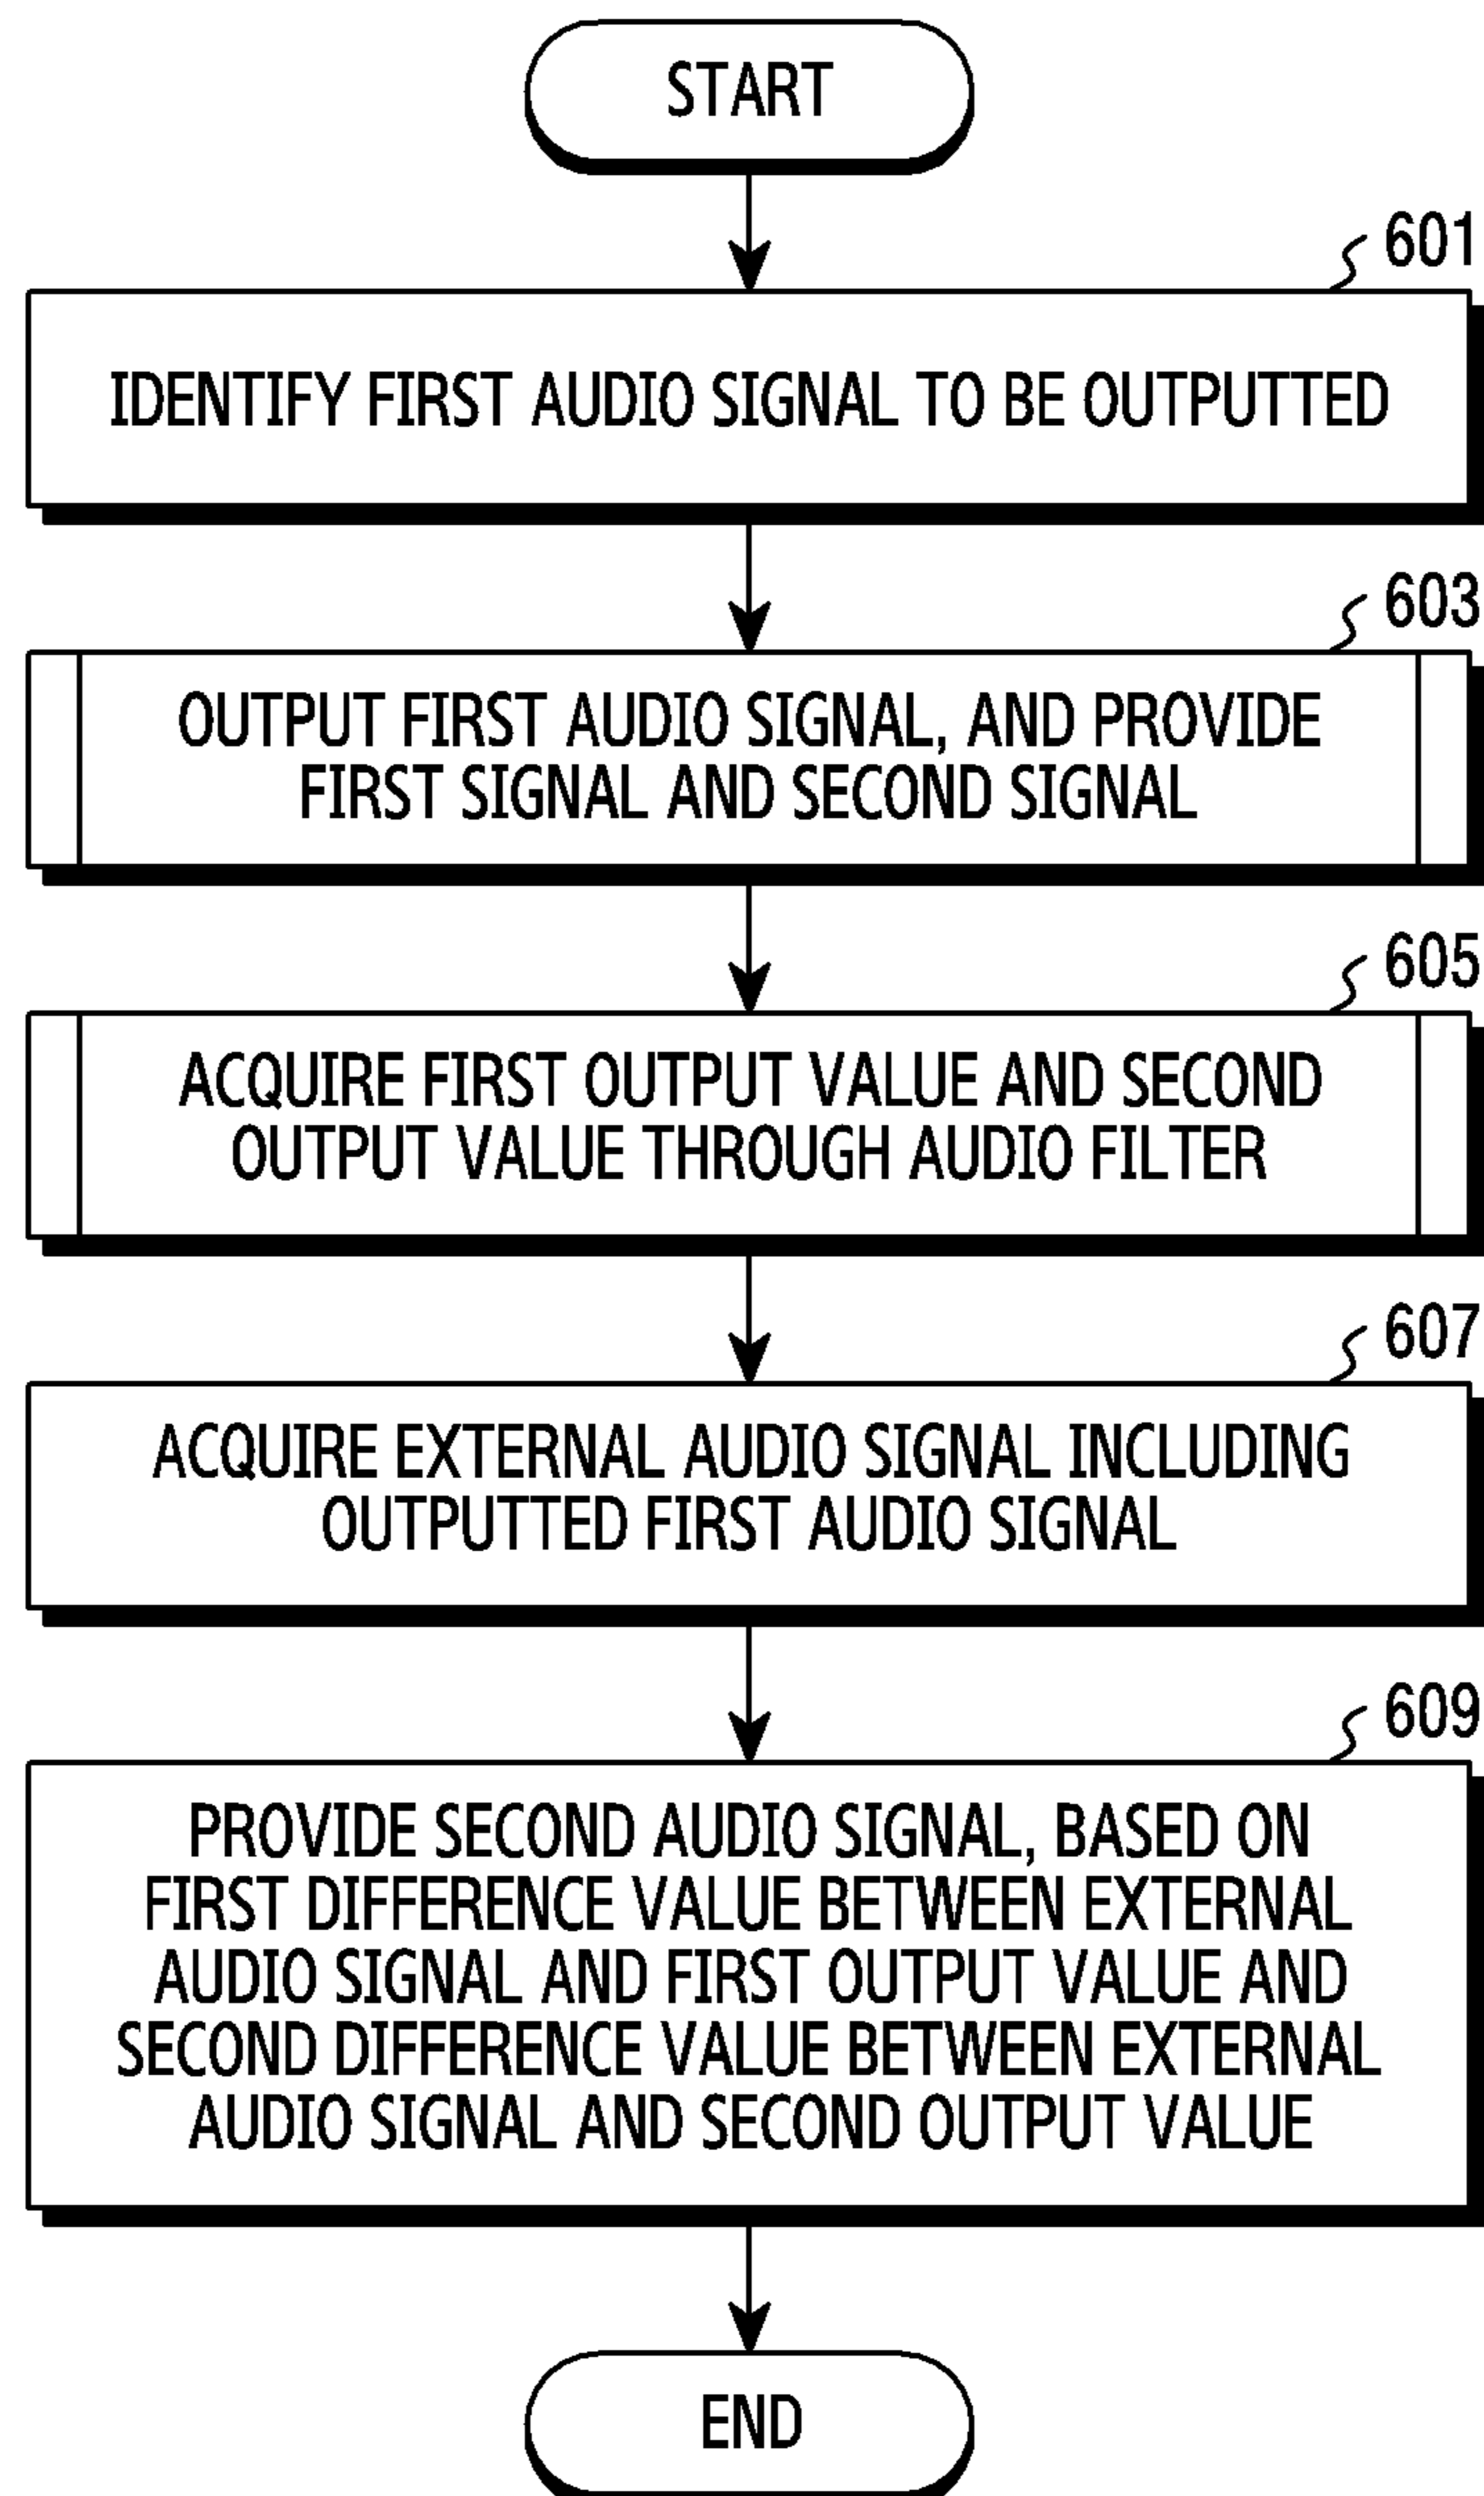 START
601
IDENTIFY FIRST AUDIO SIGNAL TO BE OUTPUTTED
603
OUTPUT FIRST AUDIO SIGNAL, AND PROVIDE
FIRST SIGNAL AND SECOND SIGNAL
605
ACQUIRE FIRST OUTPUT VALUE AND SECOND
OUTPUT VALUE THROUGH AUDIO FILTER
607
ACQUIRE EXTERNAL AUDIO SIGNAL INCLUDING
OUTPUTTED FIRST AUDIO SIGNAL
609
PROVIDE SECOND AUDIO SIGNAL, BASED ON
FIRST DIFFERENCE VALUE BETWEEN EXTERNAL
AUDIO SIGNAL AND FIRST OUTPUT VALUE AND
SECOND DIFFERENCE VALUE BETWEEN EXTERNAL
AUDIO SIGNAL AND SECOND OUTPUT VALUE
END